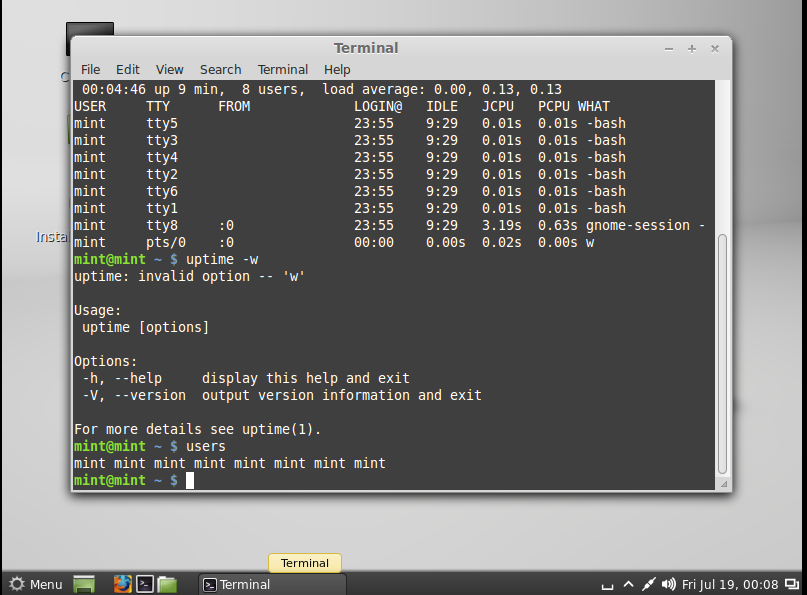 Terminal
File Edit View Search Terminal Help
C
Insta
00:04:46 up 9 min,  8 users,  load average: 0.00, 0.13, 0.13
USER     TTY      FROM             LOGIN@   IDLE   JCPU   PCPU WHAT
mint     tty5                      23:55    9:29   0.01s  0.01s -bash
mint     tty3                      23:55    9:29   0.01s  0.01s -bash
mint     tty4                      23:55    9:29   0.01s  0.01s -bash
mint     tty2                      23:55    9:29   0.01s  0.01s -bash
mint     tty6                      23:55    9:29   0.01s  0.01s -bash
mint     tty1                      23:55    9:29   0.01s  0.01s -bash
mint     tty8     :0               23:55    9:29   3.19s  0.63s gnome-session -
mint     pts/0    :0               00:00    0.00s  0.02s  0.00s w
mint@mint ~ $ uptime -w
uptime: invalid option -- 'w'
Usage:
uptime [options]
Options:
-h, --help     display this help and exit
-V, --version  output version information and exit
For more details see uptime(1).
mint@mint ~ $ users
mint mint mint mint mint mint mint mint
mint@mint ~ $
Terminal
Menu
Terminal
Fri Jul 19, 00:08